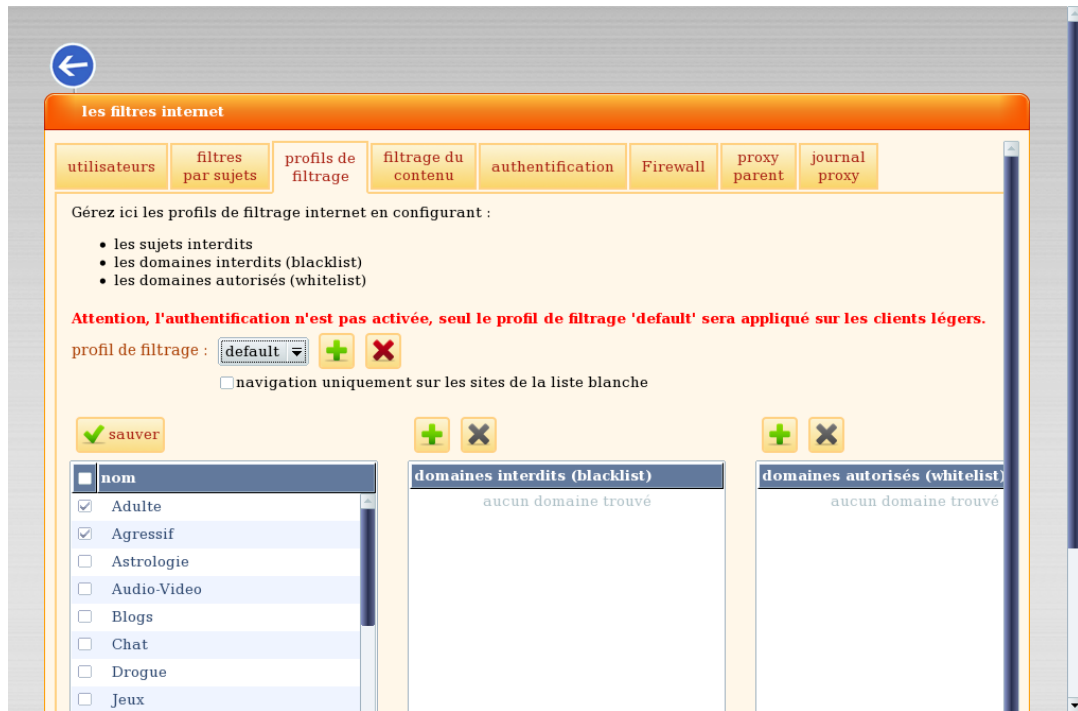 les filtres internet
utilisateurs
filtres
par sujets
profils de
filtrage
filtrage du
contenu
authentification
Firewall
proxy
parent
journal
proxy
Gérez ici les profils de filtrage internet en configurant :
• les sujets interdits
• les domaines interdits (blacklist)
• les domaines autorisés (whitelist)
Attention, l'authentification n'est pas activée, seul le profil de filtrage 'default' sera appliqué sur les clients légers.
profil de filtrage : default
navigation uniquement sur les sites de la liste blanche
sauver
nom
Adulte
Agressif
Astrologie
Audio-Video
Blogs
Chat
Drogue
Jeux
domaines interdits (blacklist)
aucun domaine trouvé
domaines autorisés (whitelist)
aucun domaine trouvé